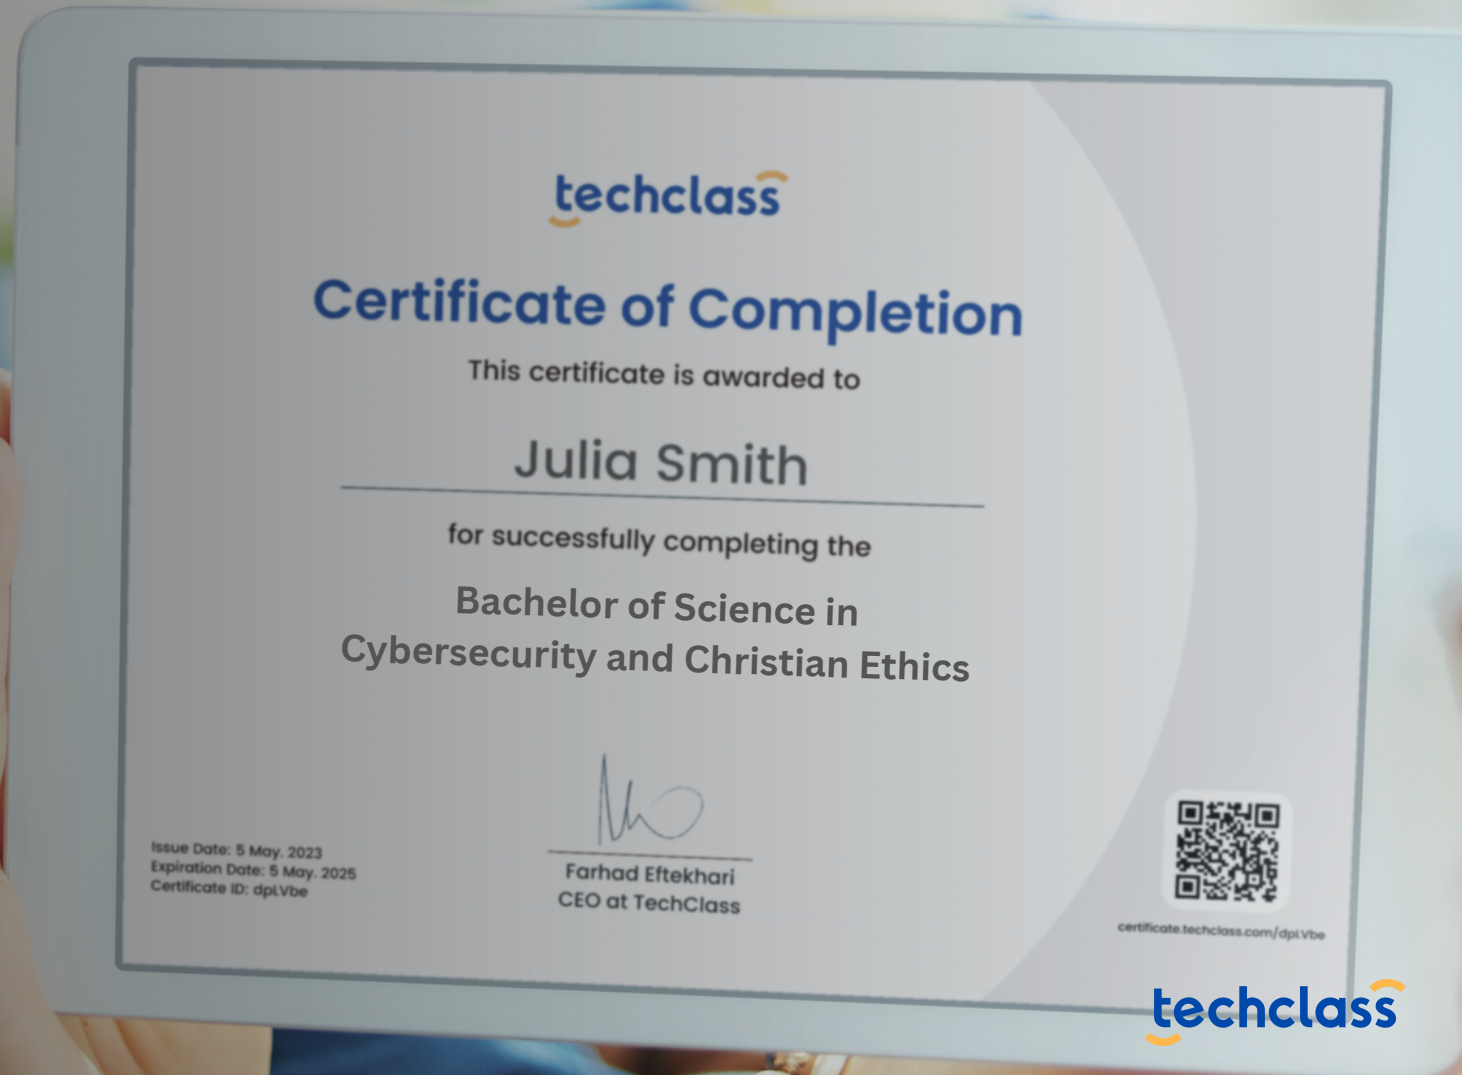 techclass
Certificate of Completion
This certificate is awarded to
Julia Smith
for successfully completing the
Bachelor of Science in
Cybersecurity and Christian Ethics
Issue Date: 5 May. 2023
Expiration Date: 5 May. 2025
Certificate ID: dpLVbe
Farhad Eftekhari
CEO at TechClass
certificate.techclass.com/dpLVbe
techclass